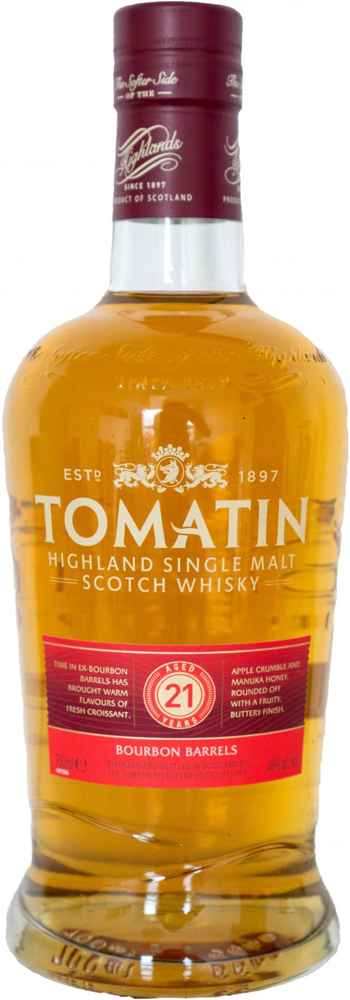 The Softer Side
OF THE
Highlands
SINCE 1897
PRODUCT OF SCOTLAND
The
PRODU
The Softer Side of the Highlands
SINCE 1897
ESTD 1897
TOMATIN
HIGHLAND SINGLE MALT
SCOTCH WHISKY
TIME IN EX-BOURBON
BARRELS HAS
BROUGHT WARM
FLAVOURS OF
FRESH CROISSANT,
AGED
21
YEARS
APPLE CRUMBLE AND
MANUKA HONEY,
ROUNDED OFF
WITH A FRUITY,
BUTTERY FINISH.
BOURBON BARRELS
700ml e
DISTILLED AND BOTTLED IN SCOTLAND BY
THE TOMATIN DISTILLERY CO LTD IV13 7YT
46% alc./vol